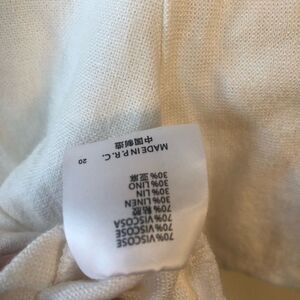 70%VISCOSE
70%VISCOSE
70%VISCOSA
70%粘胶
30%LINEN
30%LIN
30%LINO
30%亚麻
中国制造
MADE IN P.R.C.
20